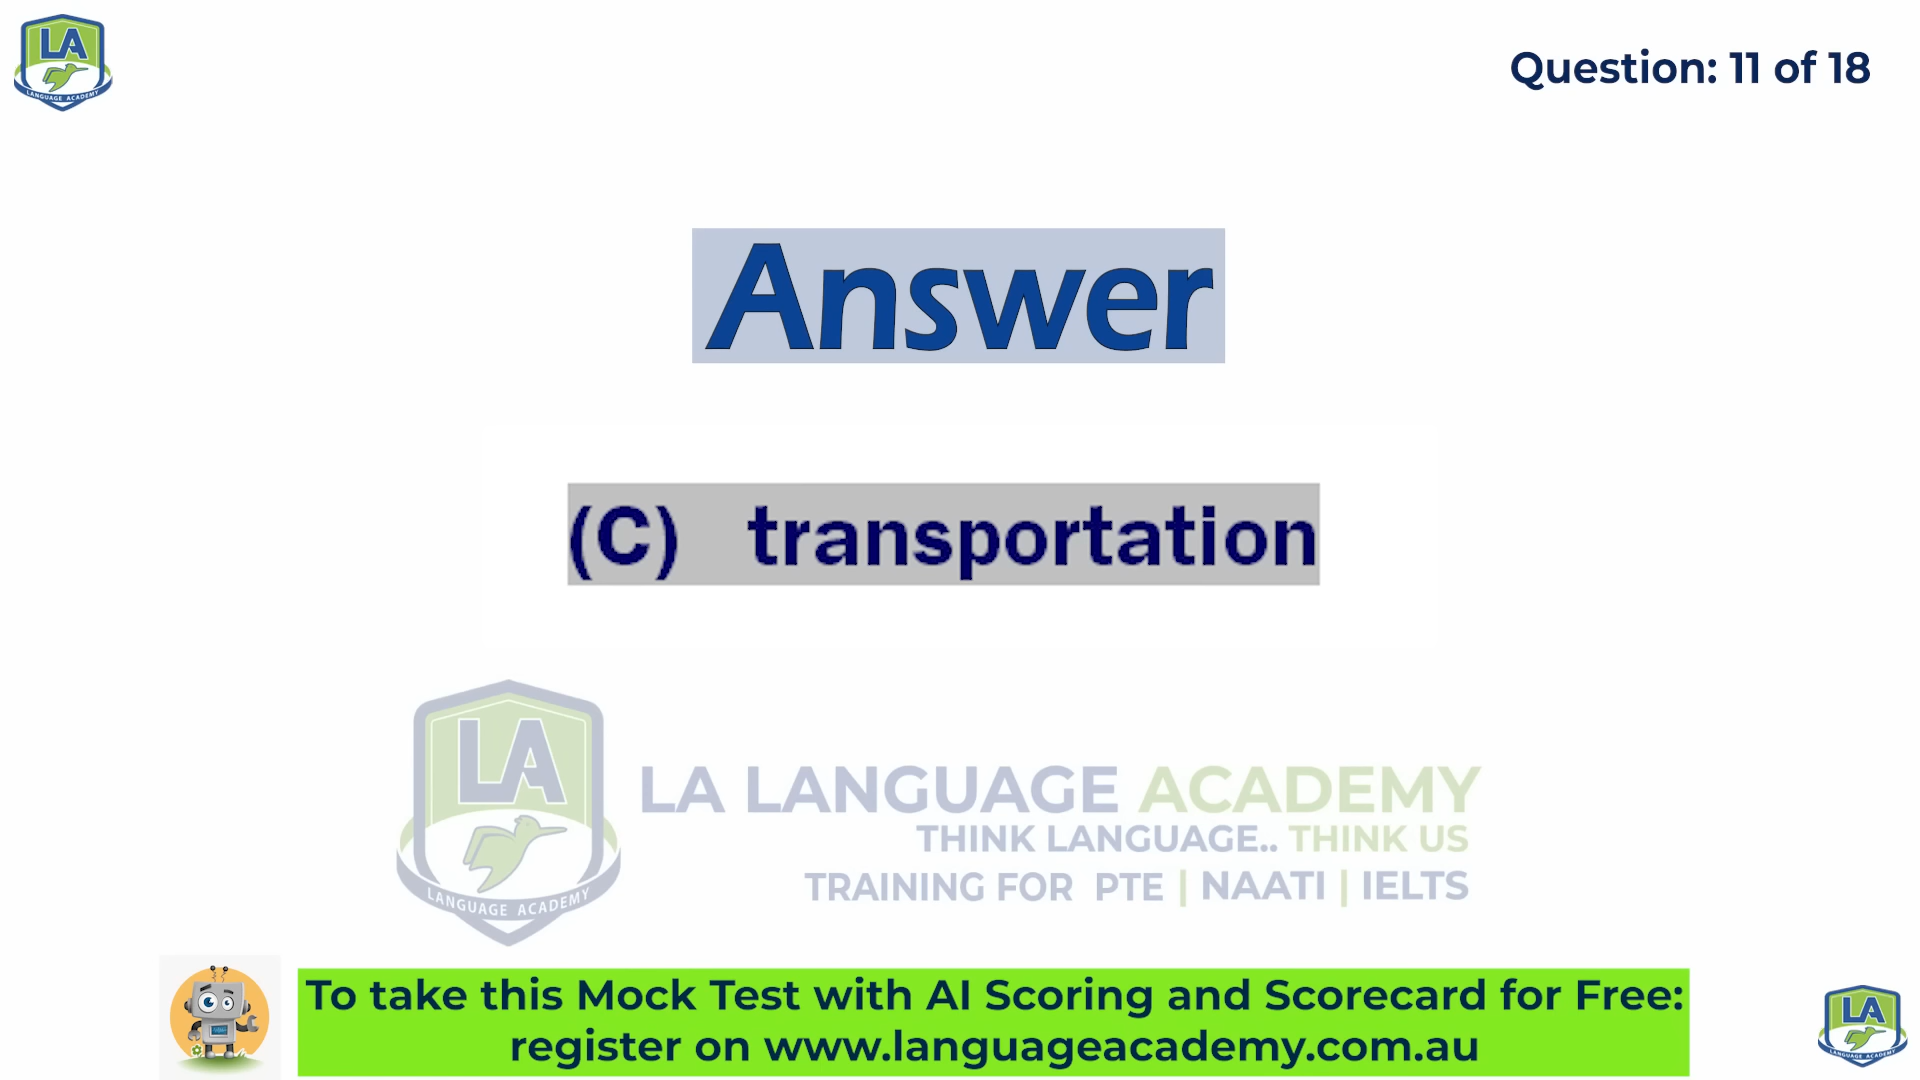 LA
LANGUAGE ACADEMY
Question: 11 of 18
Answer
(C) transportation
LA
LANGUAGE ACADEMY
LA LANGUAGE ACADEMY
THINK LANGUAGE.. THINK US
TRAINING FOR PTE | NAATI | IELTS
To take this Mock Test with AI Scoring and Scorecard for Free:
register on www.languageacademy.com.au
LA
LANGUAGE ACADEMY